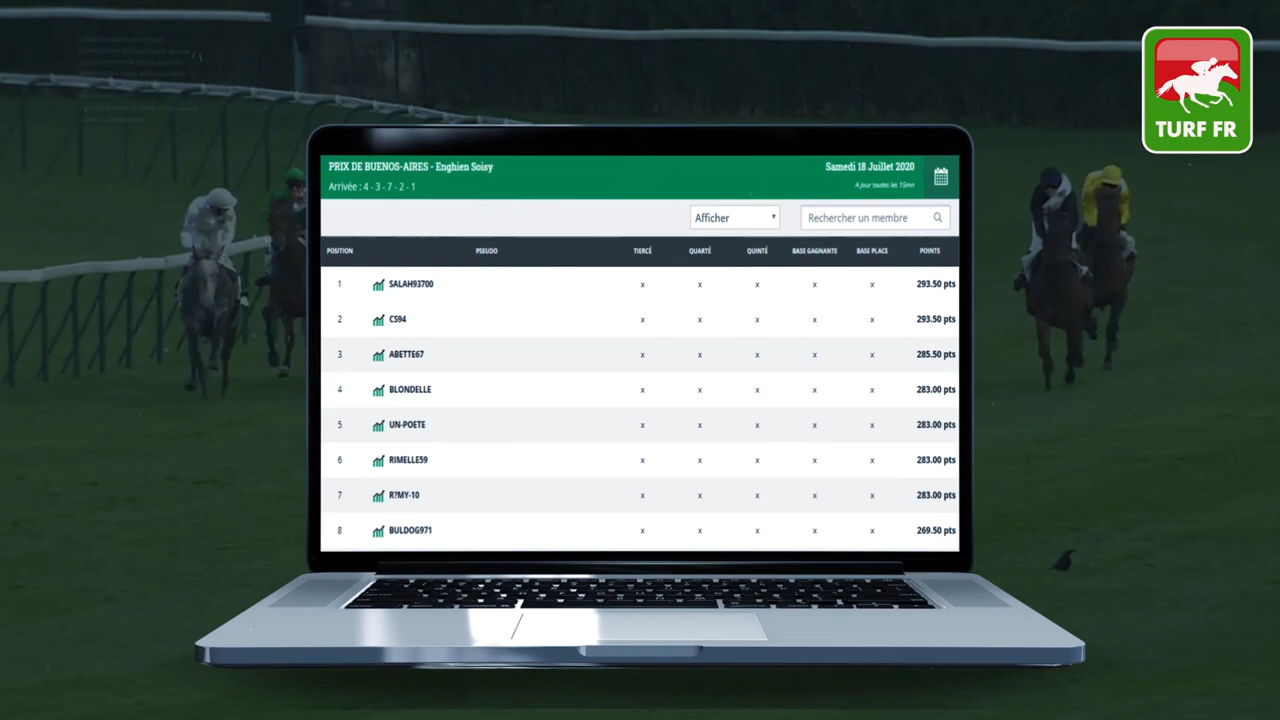 TURF FR
PRIX DE BUENOS-AIRES - Enghien Soisy
Samedi 18 Juillet 2020
Arrivée : 4 - 3 - 7 - 2 - 1
A jour toutes les 15mn
Afficher
Rechercher un membre
POSITION PSEUDO TIERCÉ QUARTÉ QUINTÉ BASE GAGNANTE BASE PLACE POINTS
1 SALAH93700 x x x x x 293.50 pts
2 CS94 x x x x x 293.50 pts
3 ABETTE67 x x x x x 285.50 pts
4 BLONDELLE x x x x x 283.00 pts
5 UN-POETE x x x x x 283.00 pts
6 RIMELLE59 x x x x x 283.00 pts
7 R?MY-10 x x x x x 283.00 pts
8 BULDOG971 x x x x x 269.50 pts